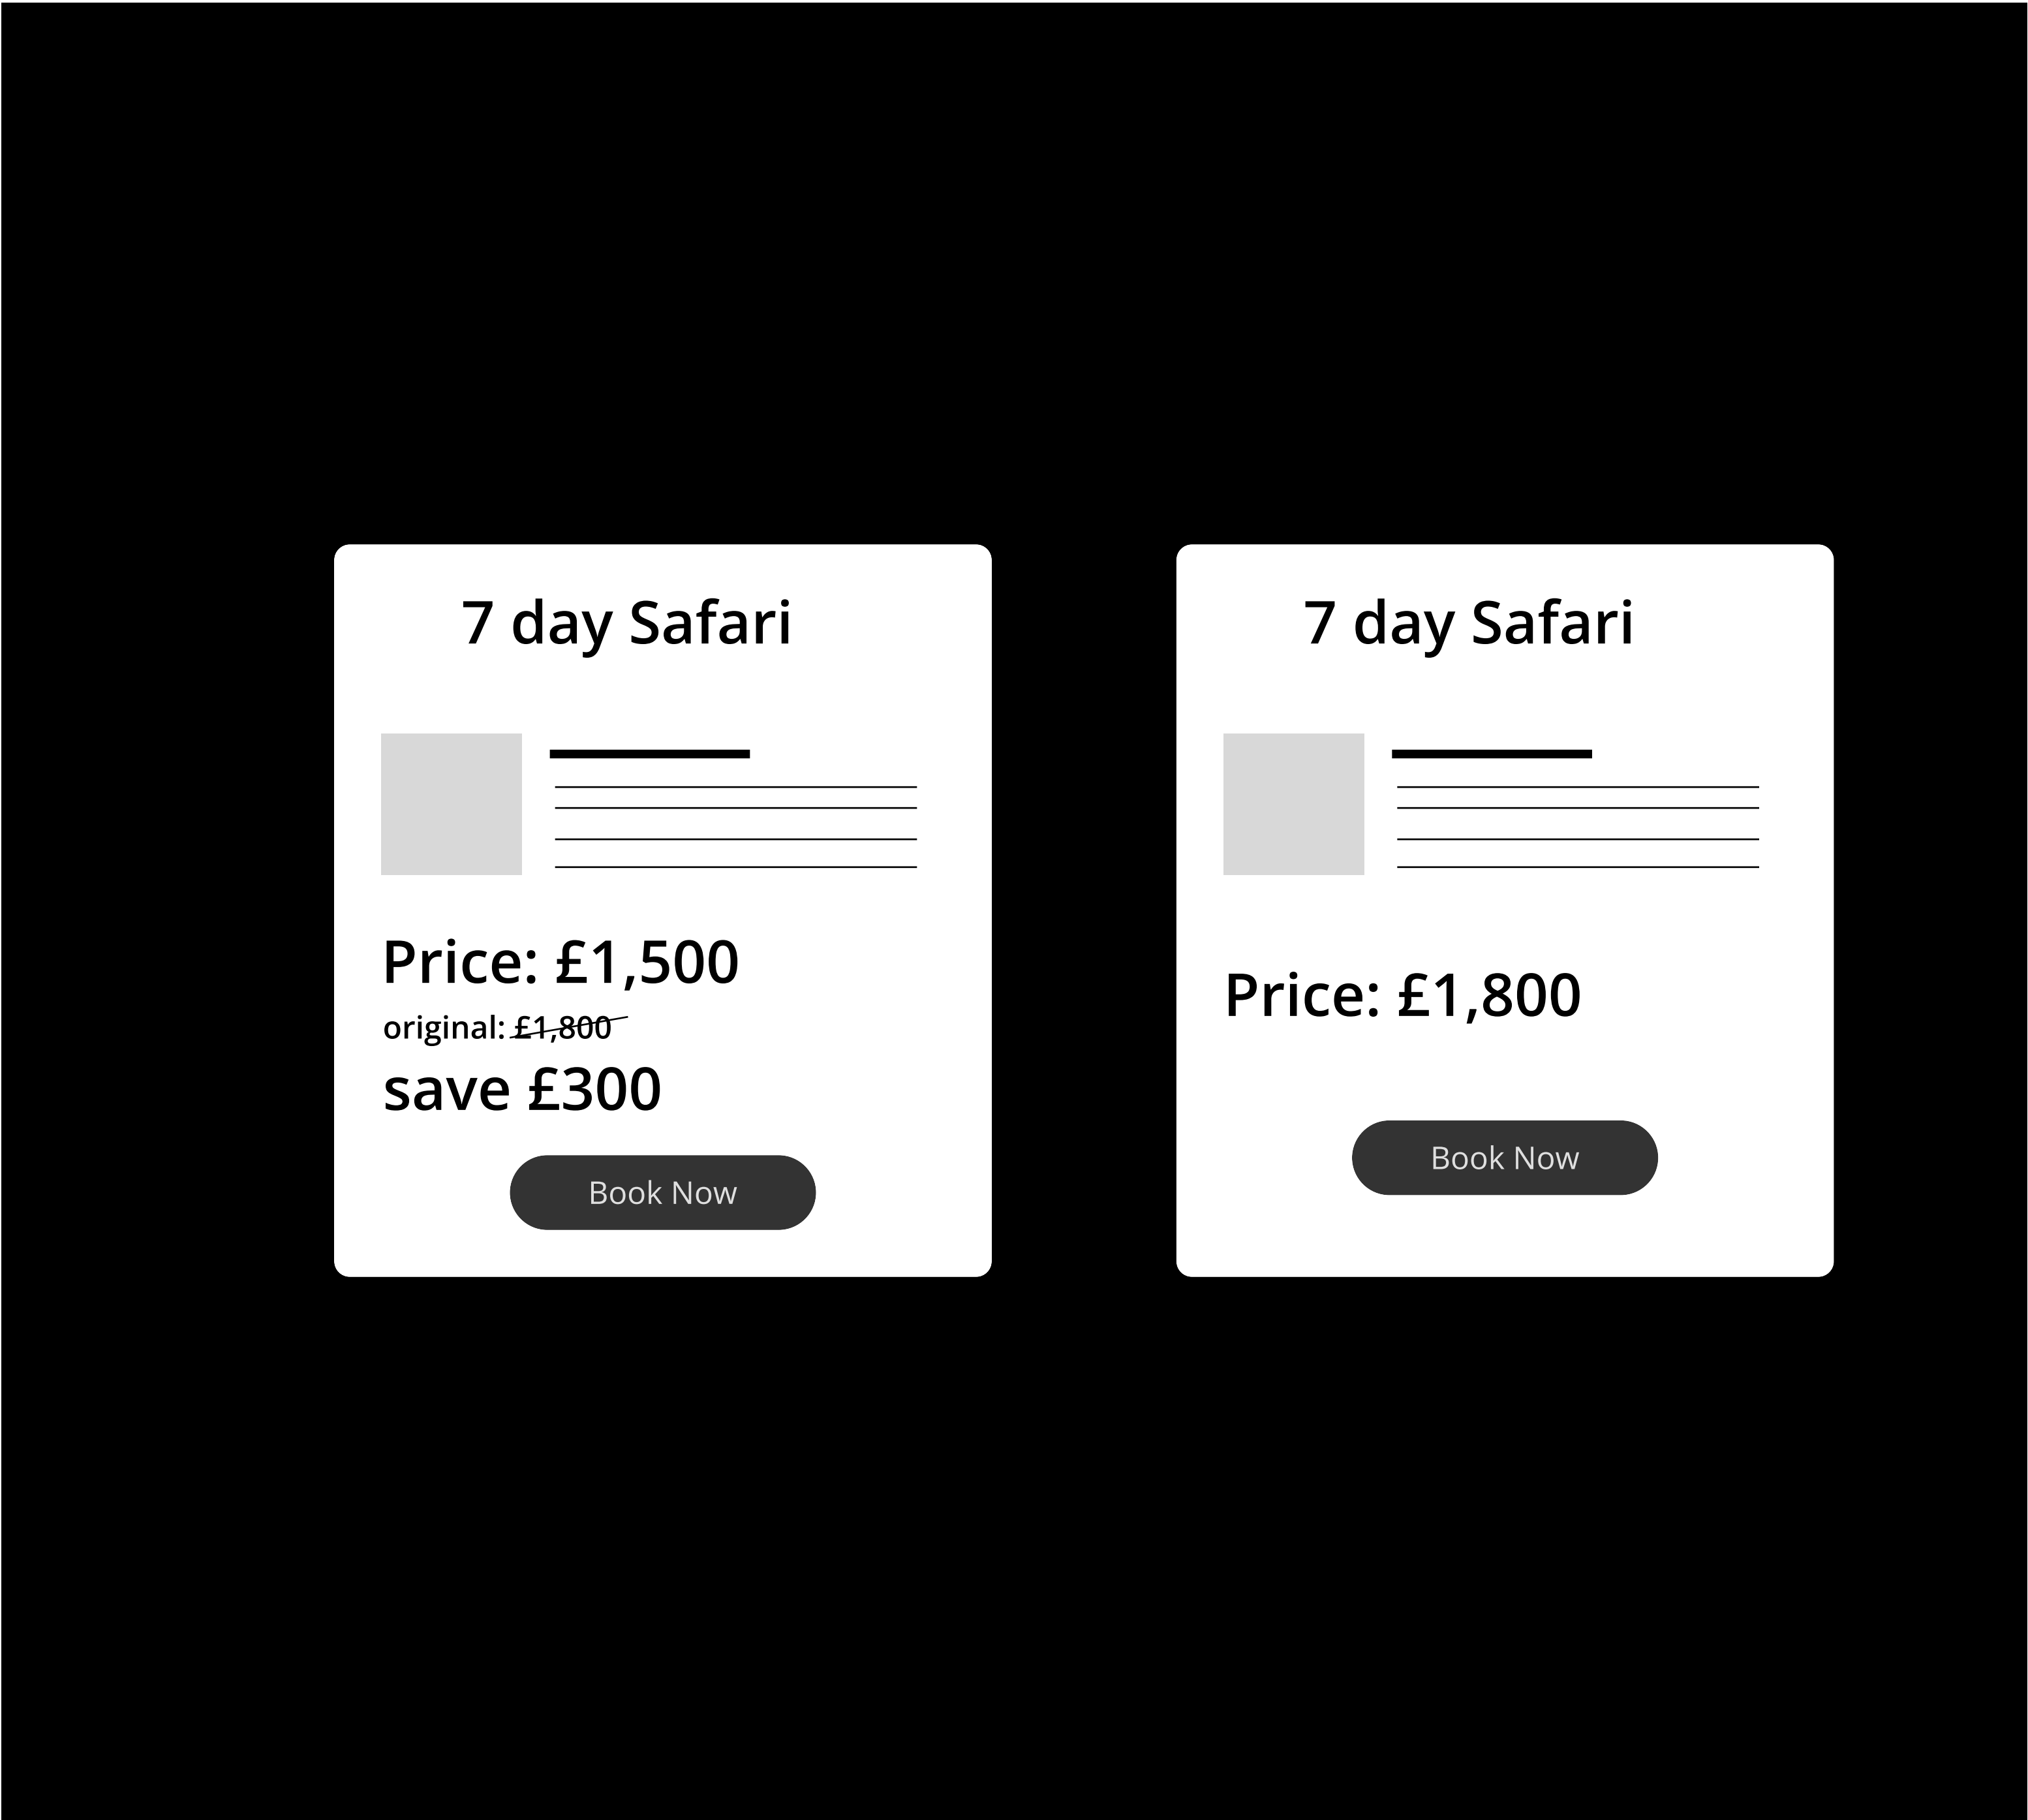 7 day Safari
Price: £1,500
original: £1,800
save £300
Book Now
7 day Safari
Price: £1,800
Book Now